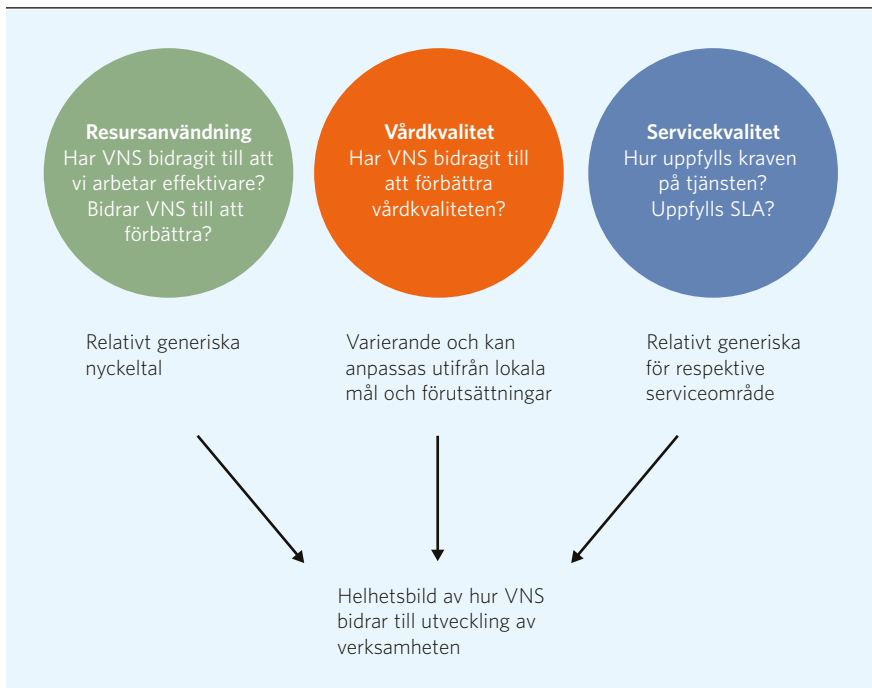 Resursanvändning
Har VNS bidragit till att
vi arbetar effektivare?
Bidrar VNS till att
förbättra?
Vårdkvalitet
Har VNS bidragit till
att förbättra
vårdkvaliteten?
Servicekvalitet
Hur uppfylls kraven
på tjänsten?
Uppfylls SLA?
Relativt generiska
nyckeltal
Varierande och kan
anpassas utifrån lokala
mål och förutsättningar
Relativt generiska
för respektive
serviceområde
Helhetsbild av hur VNS
bidrar till utveckling av
verksamheten